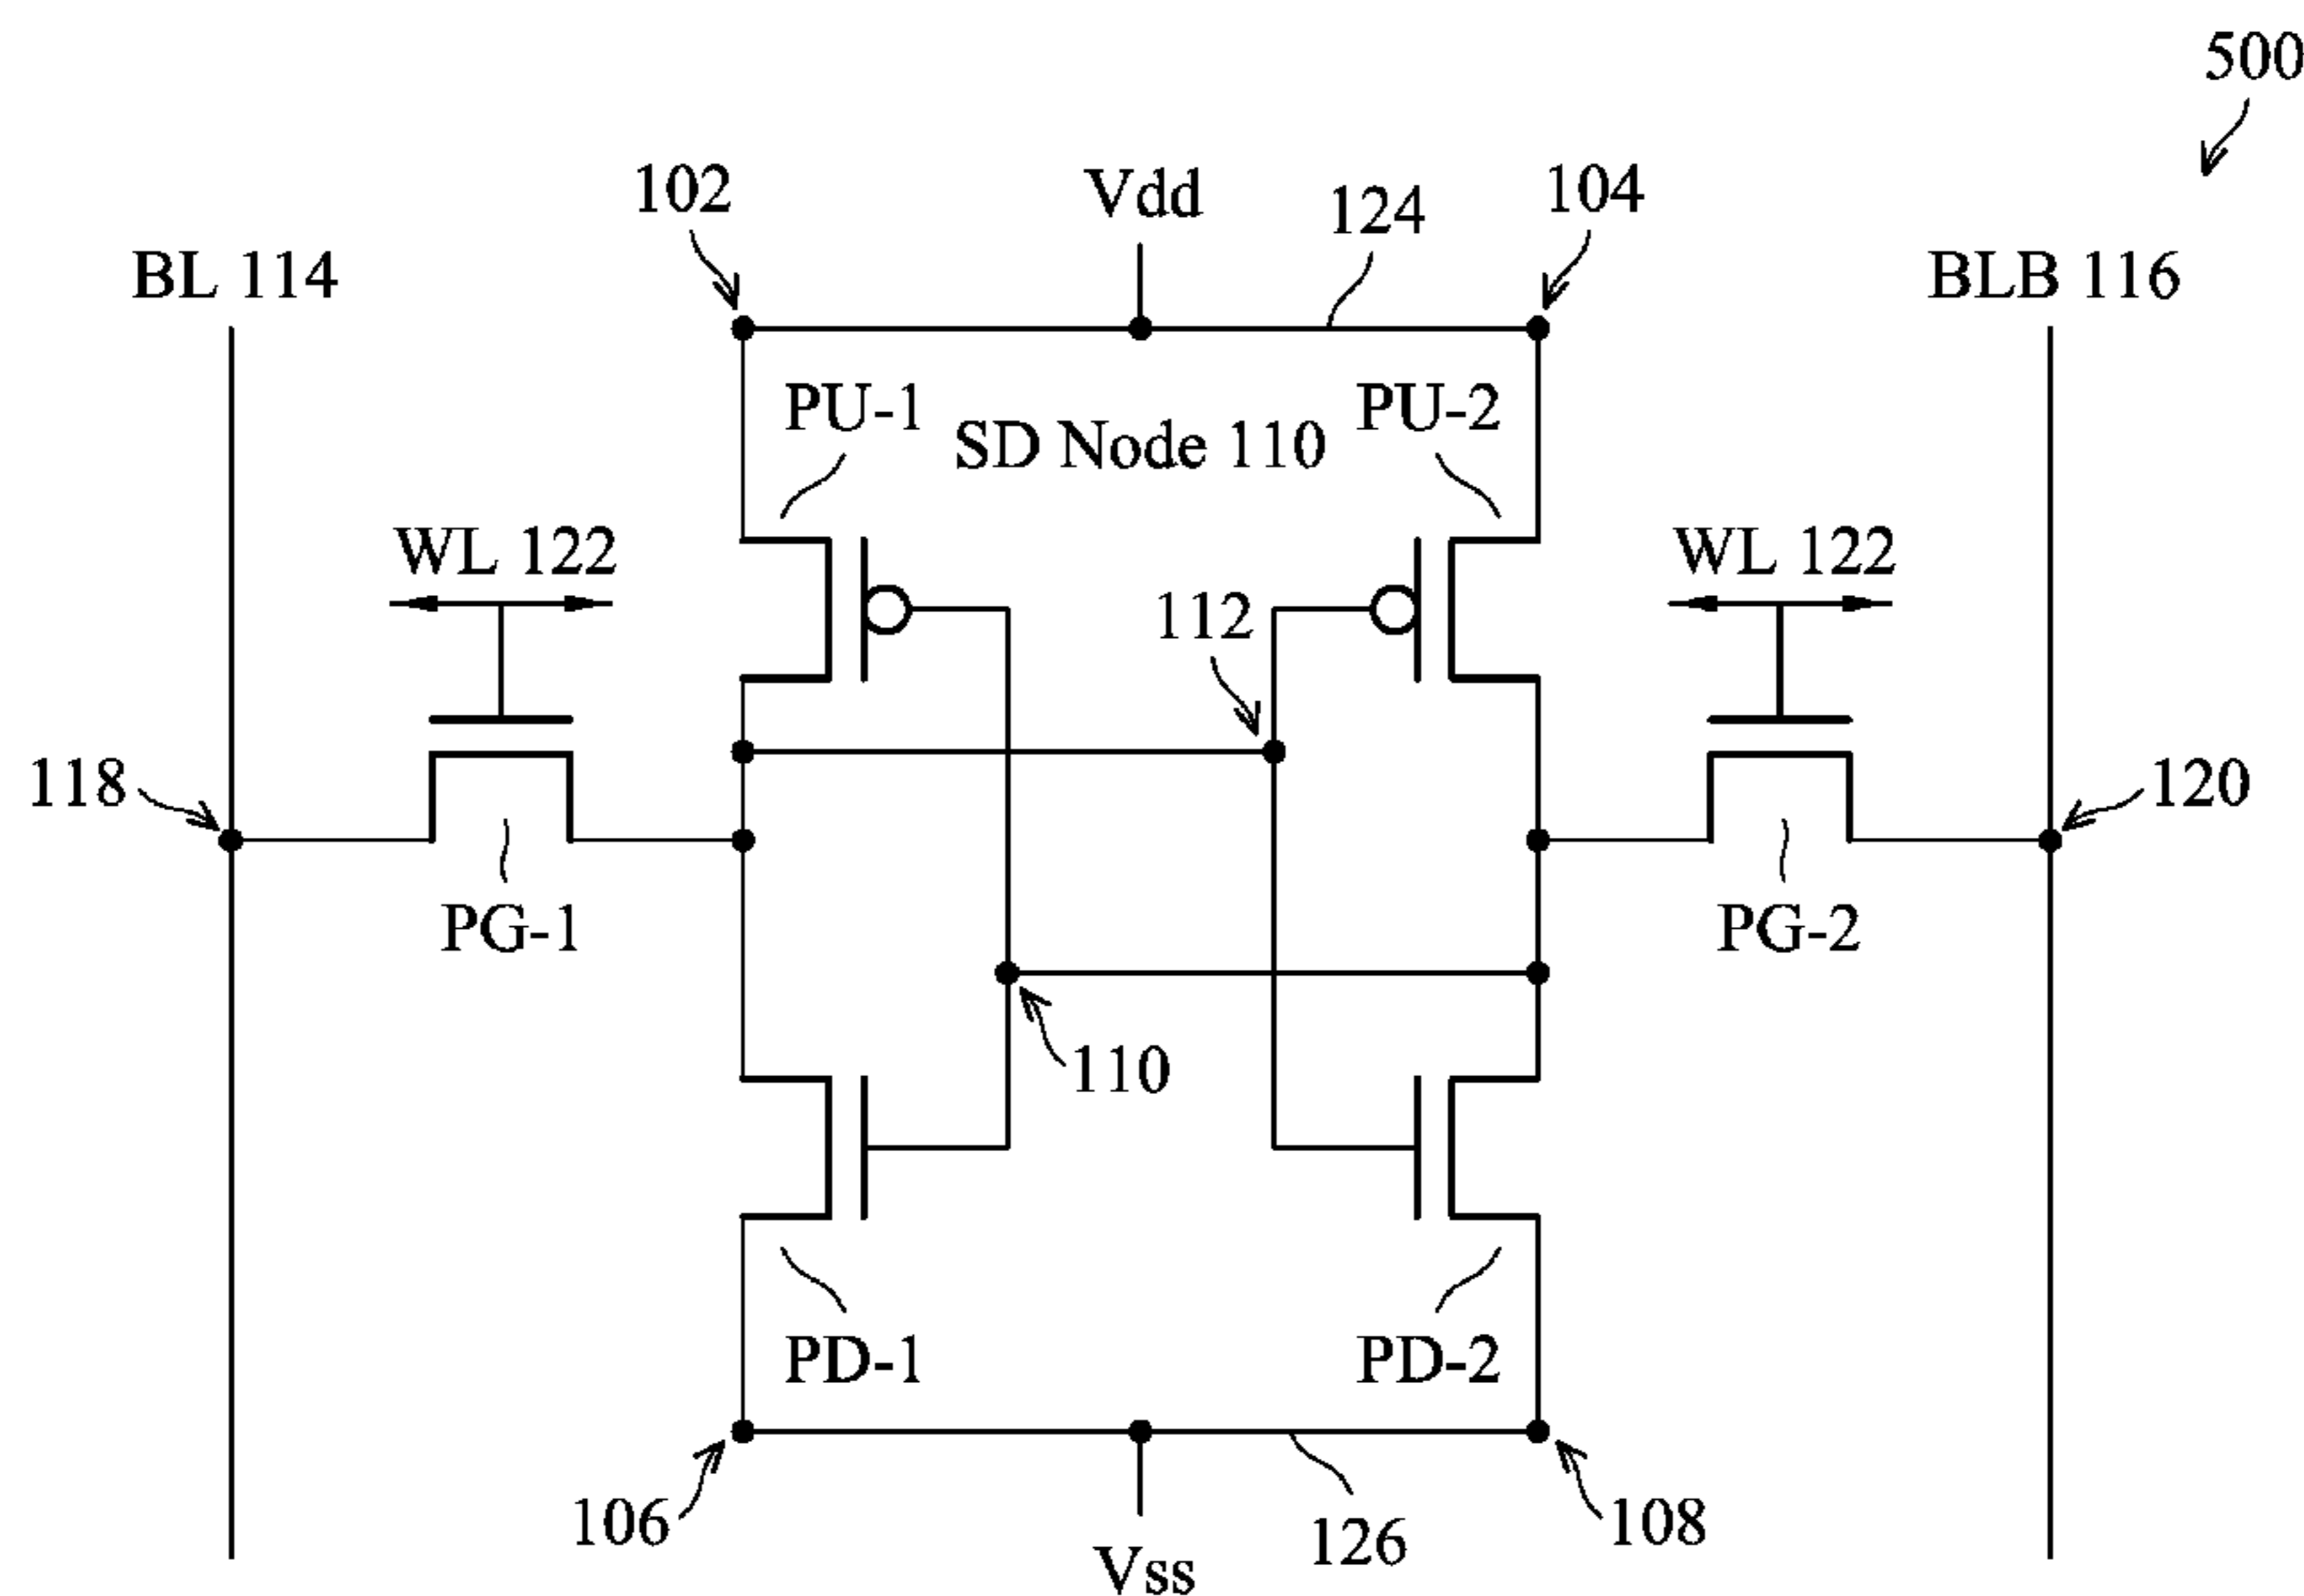 500
102
Vdd
124
104
BL 114
BLB 116
PU-1
SD Node 110
PU-2
WL 122
112
WL 122
118
120
PG-1
PG-2
110
PD-1
PD-2
106
Vss
126
108